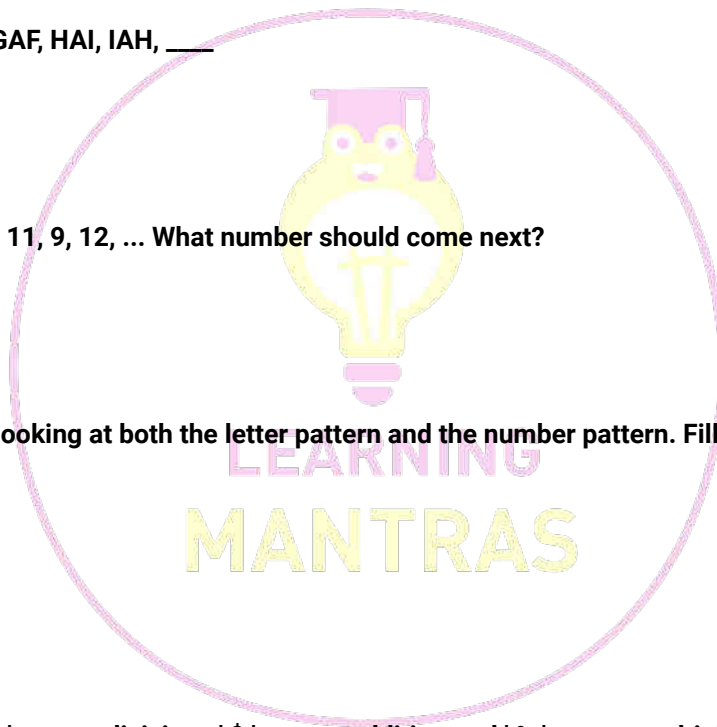 GAF, HAI, IAH, ____
11, 9, 12, ... What number should come next?
ooking at both the letter pattern and the number pattern. Fill
LEARNING
MANTRAS